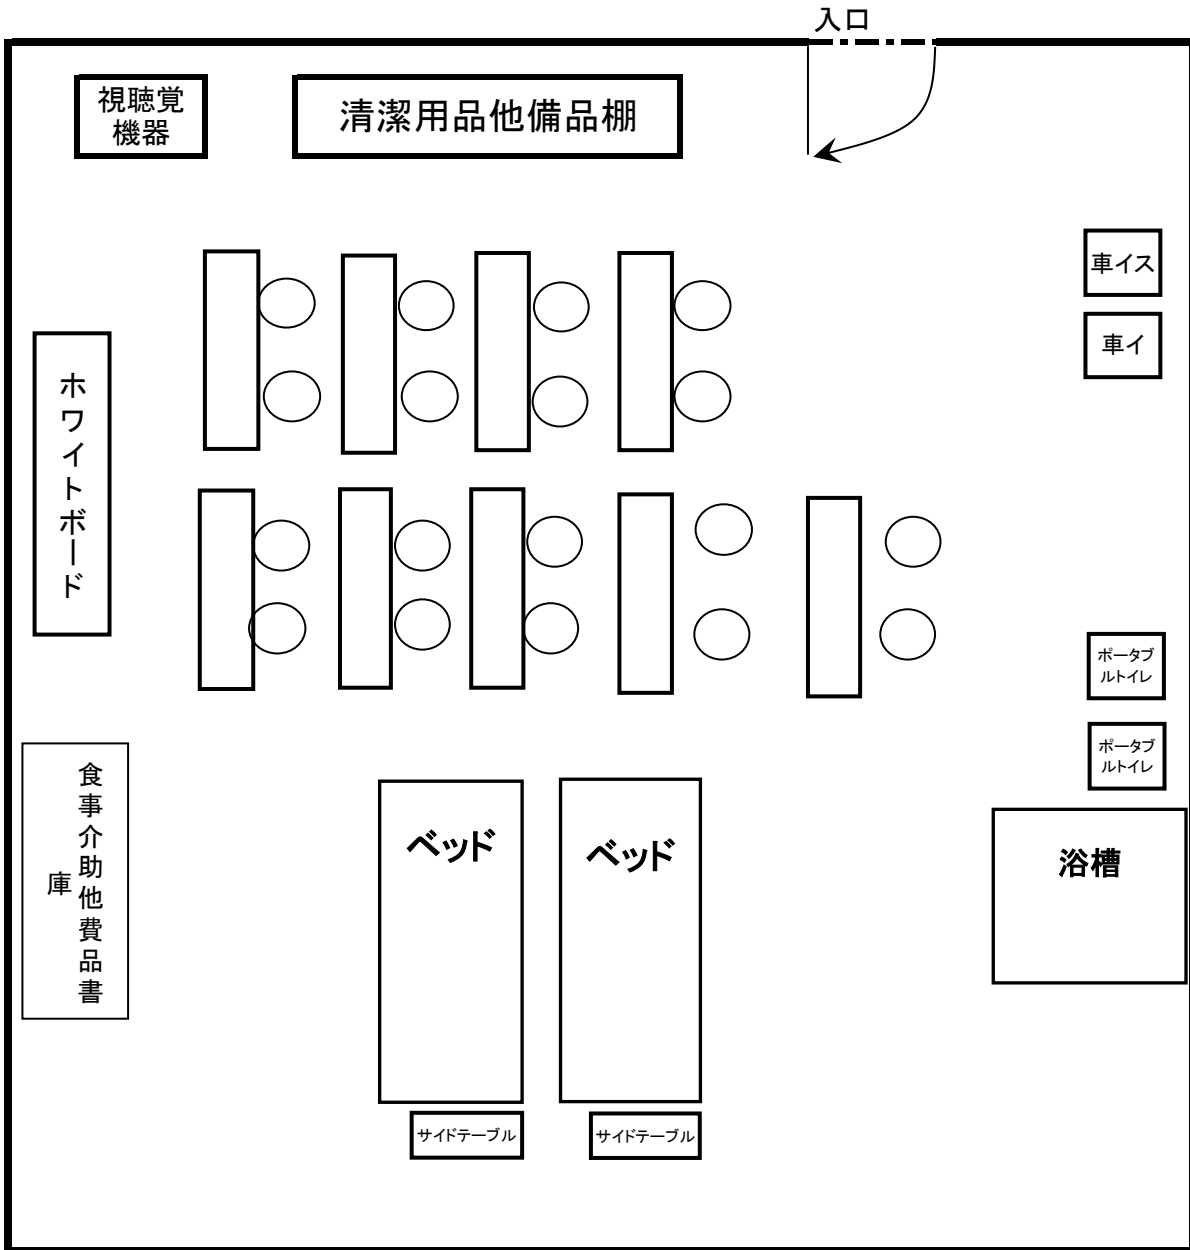 入口
視聴覚
機器
清潔用品他備品棚
車イス
車イ
ホワイトボード
ポータブ
ルトイレ
ポータブ
ルトイレ
食事介助他費品書
庫
ベッド
ベッド
浴槽
サイドテーブル
サイドテーブル